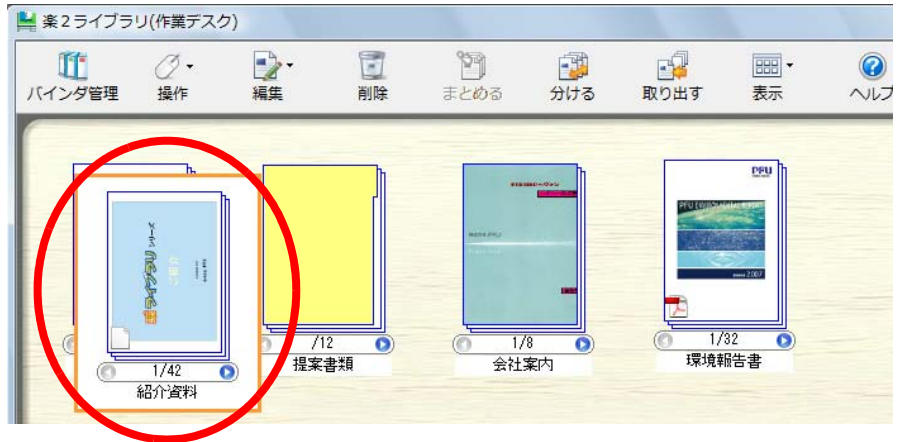 楽2ライブラリ(作業デスク)
バインダ管理 操作 編集 削除 まとめる 分ける 取り出す 表示 ヘルプ
PFU
2007
1/42
紹介資料
/12
提案書類
1/8
会社案内
1/32
環境報告書